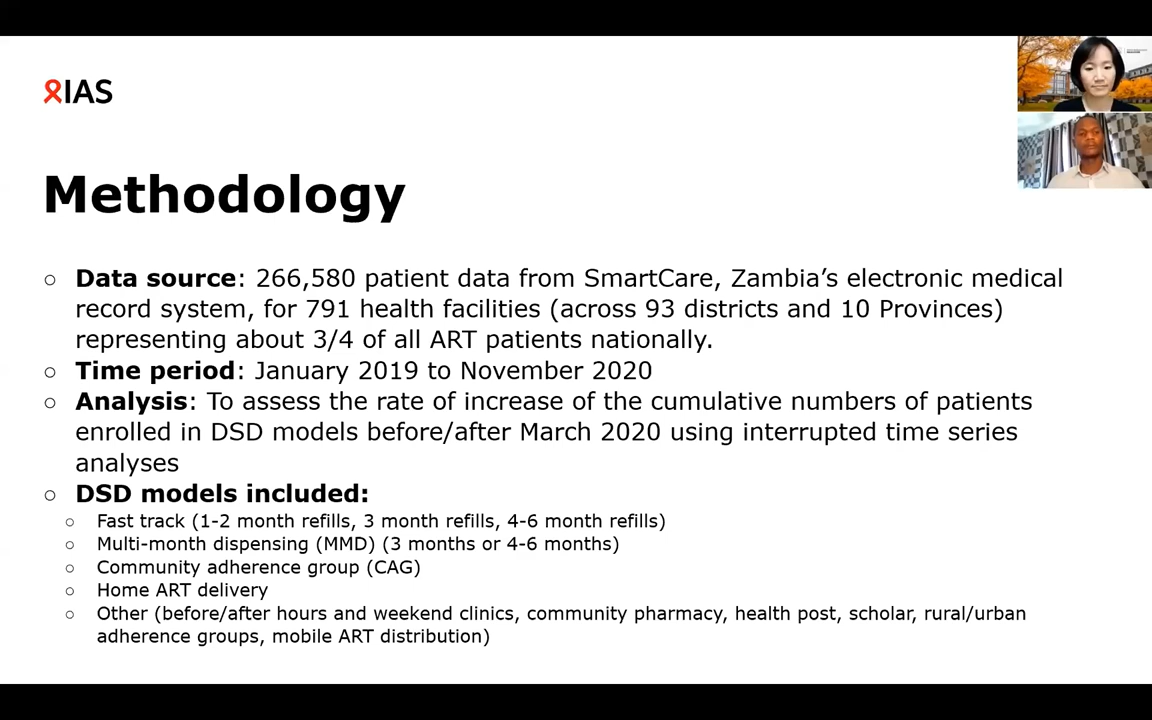 IAS
Methodology
○ Data source: 266,580 patient data from SmartCare, Zambia’s electronic medical
record system, for 791 health facilities (across 93 districts and 10 Provinces)
representing about 3/4 of all ART patients nationally.
○ Time period: January 2019 to November 2020
○ Analysis: To assess the rate of increase of the cumulative numbers of patients
enrolled in DSD models before/after March 2020 using interrupted time series
analyses
○ DSD models included:
○ Fast track (1-2 month refills, 3 month refills, 4-6 month refills)
○ Multi-month dispensing (MMD) (3 months or 4-6 months)
○ Community adherence group (CAG)
○ Home ART delivery
○ Other (before/after hours and weekend clinics, community pharmacy, health post, scholar, rural/urban
adherence groups, mobile ART distribution)